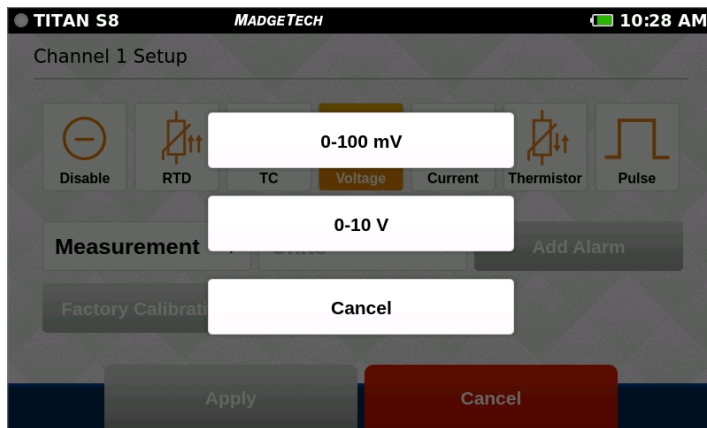 TITAN S8 MADGETECH 10:28 AM
Channel 1 Setup
Disable RTD TC Voltage Current Thermistor Pulse
0-100 mV
0-10 V
Measurement Units Add Alarm
Factory Calibrati
Cancel
Apply Cancel